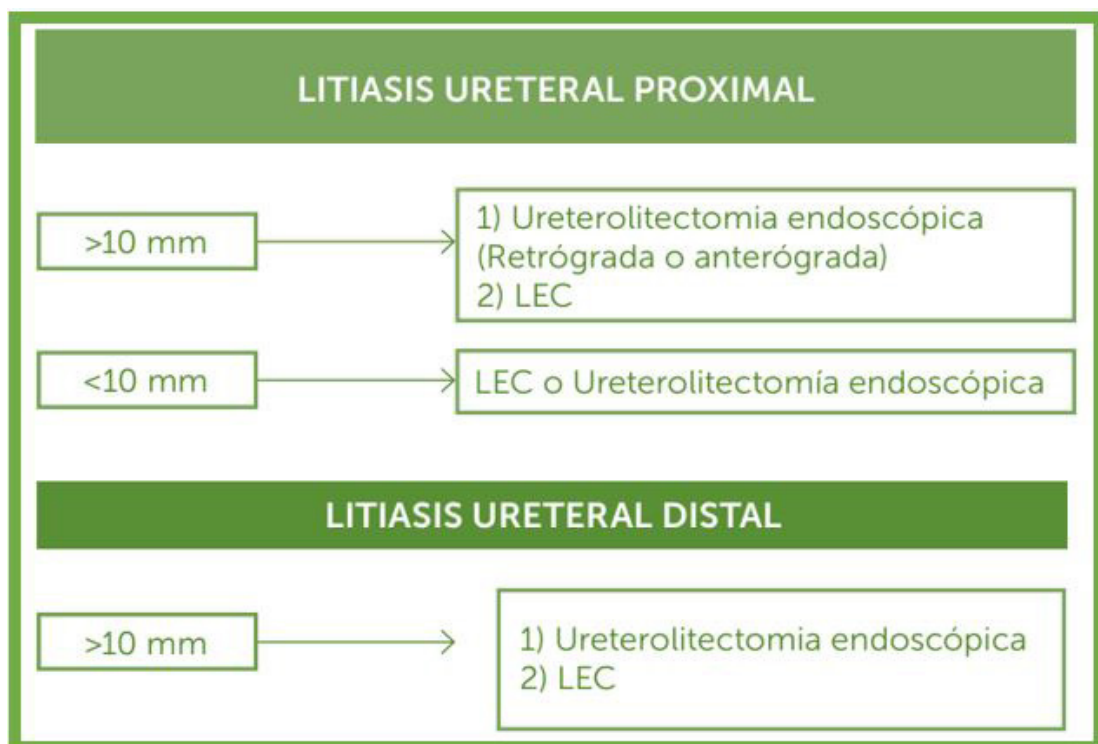 LITIASIS URETERAL PROXIMAL
>10 mm
1) Ureterolitectomia endoscópica
(Retrógrada o anterógrada)
2) LEC
<10 mm
LEC o Ureterolitectomía endoscópica
LITIASIS URETERAL DISTAL
>10 mm
1) Ureterolitectomia endoscópica
2) LEC